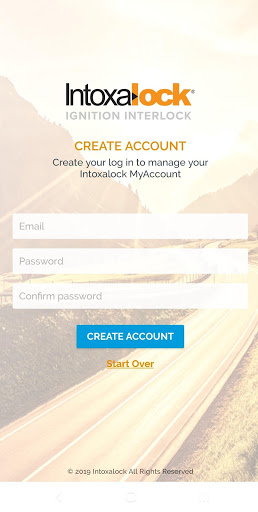 Intoxalock®
IGNITION INTERLOCK
CREATE ACCOUNT
Create your log in to manage your
Intoxalock MyAccount
Email
Password
Confirm password
CREATE ACCOUNT
Start Over
© 2019 Intoxalock All Rights Reserved